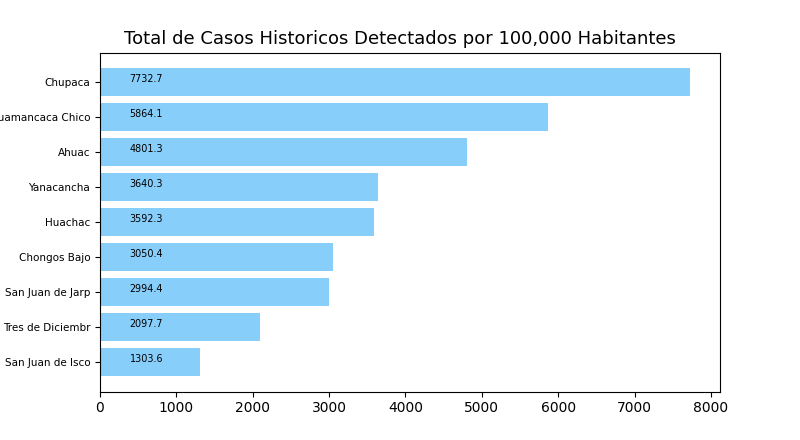 Total de Casos Historicos Detectados por 100,000 Habitantes
Chupaca 7732.7
uamancaca Chico 5864.1
Ahuac 4801.3
Yanacancha 3640.3
Huachac 3592.3
Chongos Bajo 3050.4
San Juan de Jarp 2994.4
Tres de Diciembr 2097.7
San Juan de Isco 1303.6
0 1000 2000 3000 4000 5000 6000 7000 8000